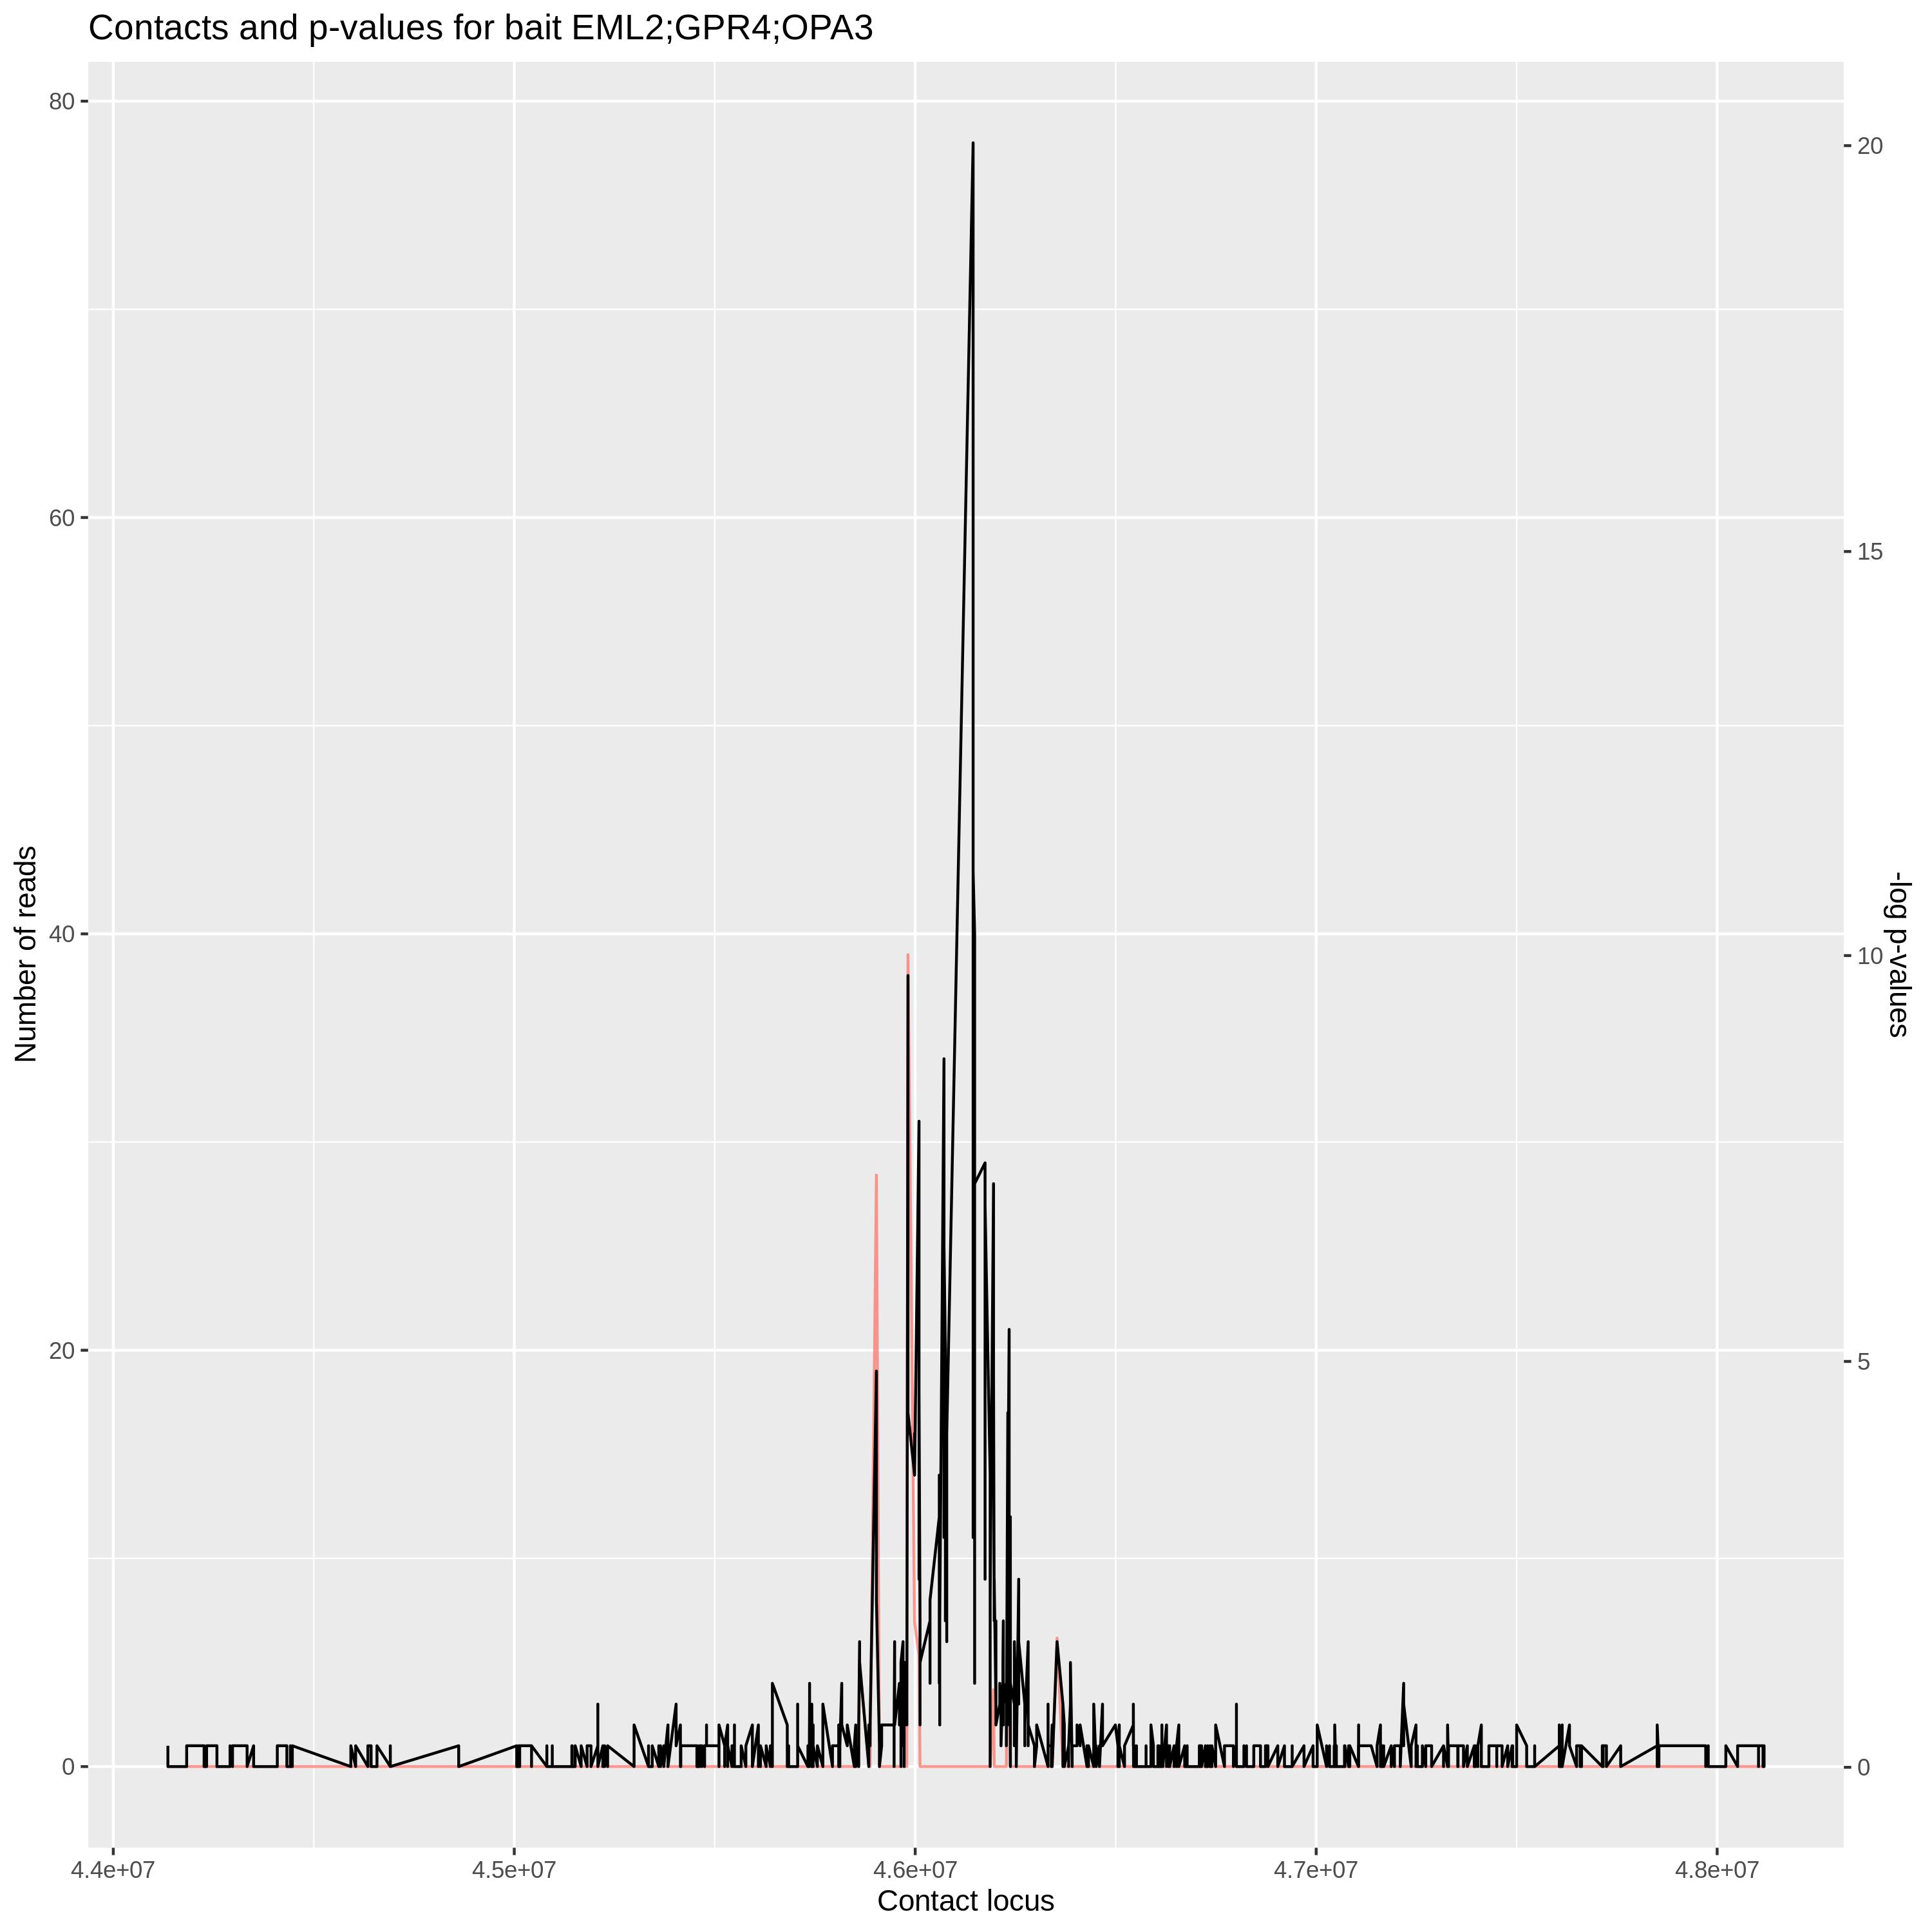 Contacts and p-values for bait EML2;GPR4;OPA3
80
60
40
20
0
Number of reads
20
15
10
5
0
-log p-values
4.4e+07
4.5e+07
4.6e+07
4.7e+07
4.8e+07
Contact locus